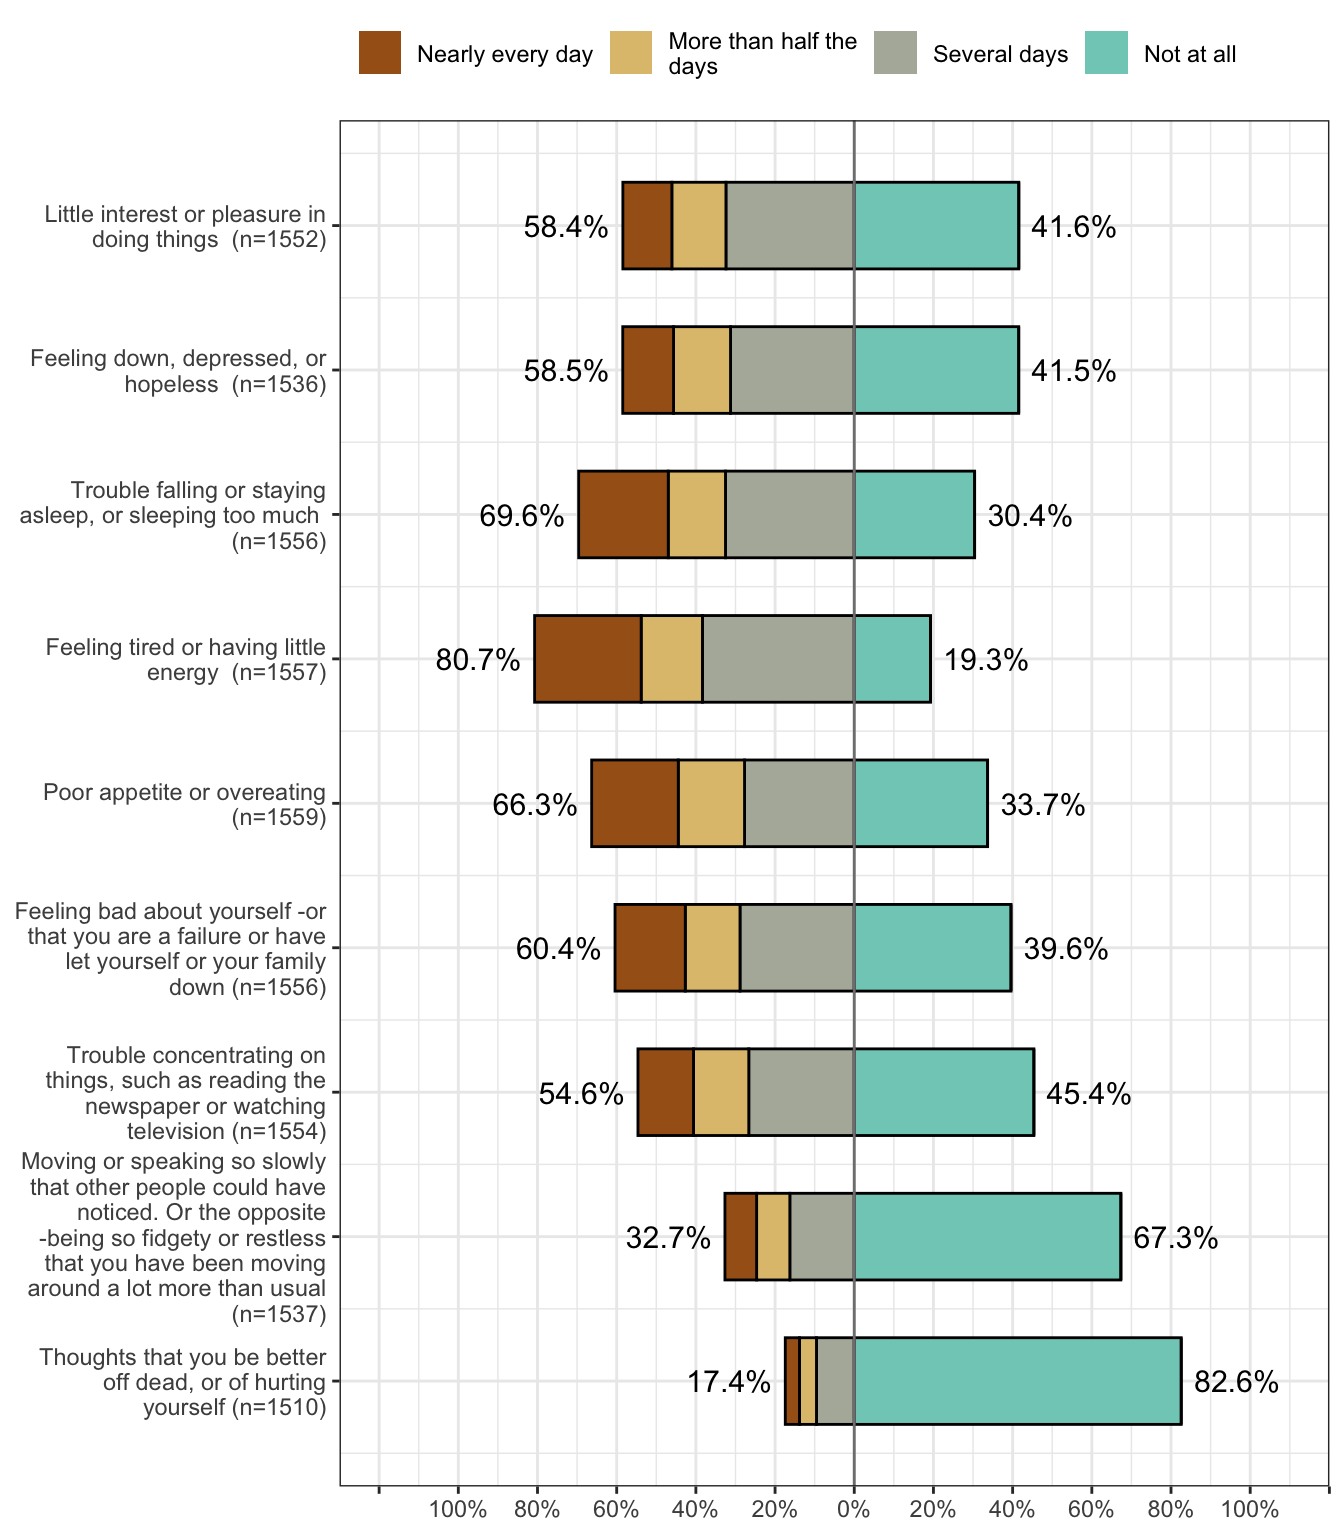 Nearly every day
More than half the
days
Several days
Not at all
Little interest or pleasure in
doing things  (n=1552)
58.4%
41.6%
Feeling down, depressed, or
hopeless  (n=1536)
58.5%
41.5%
Trouble falling or staying
asleep, or sleeping too much
(n=1556)
69.6%
30.4%
Feeling tired or having little
energy  (n=1557)
80.7%
19.3%
Poor appetite or overeating
(n=1559)
66.3%
33.7%
Feeling bad about yourself -or
that you are a failure or have
let yourself or your family
down (n=1556)
60.4%
39.6%
Trouble concentrating on
things, such as reading the
newspaper or watching
television (n=1554)
54.6%
45.4%
Moving or speaking so slowly
that other people could have
noticed. Or the opposite
-being so fidgety or restless
that you have been moving
around a lot more than usual
(n=1537)
32.7%
67.3%
Thoughts that you be better
off dead, or of hurting
yourself (n=1510)
17.4%
82.6%
100% 80% 60% 40% 20% 0% 20% 40% 60% 80% 100%